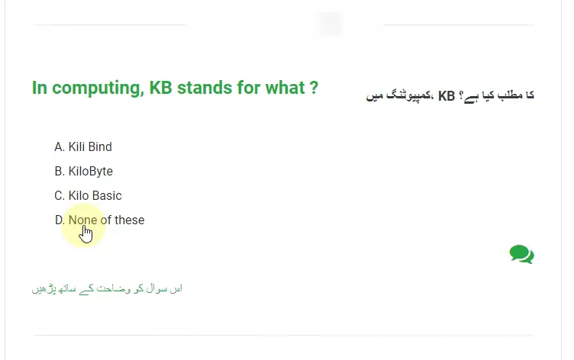 In computing, KB stands for what ?
کمپیوٹنگ میں، KB کا مطلب کیا ہے؟
A. Kili Bind
B. KiloByte
C. Kilo Basic
D. None of these
اس سوال کو وضاحت کے ساتھ پڑھیں